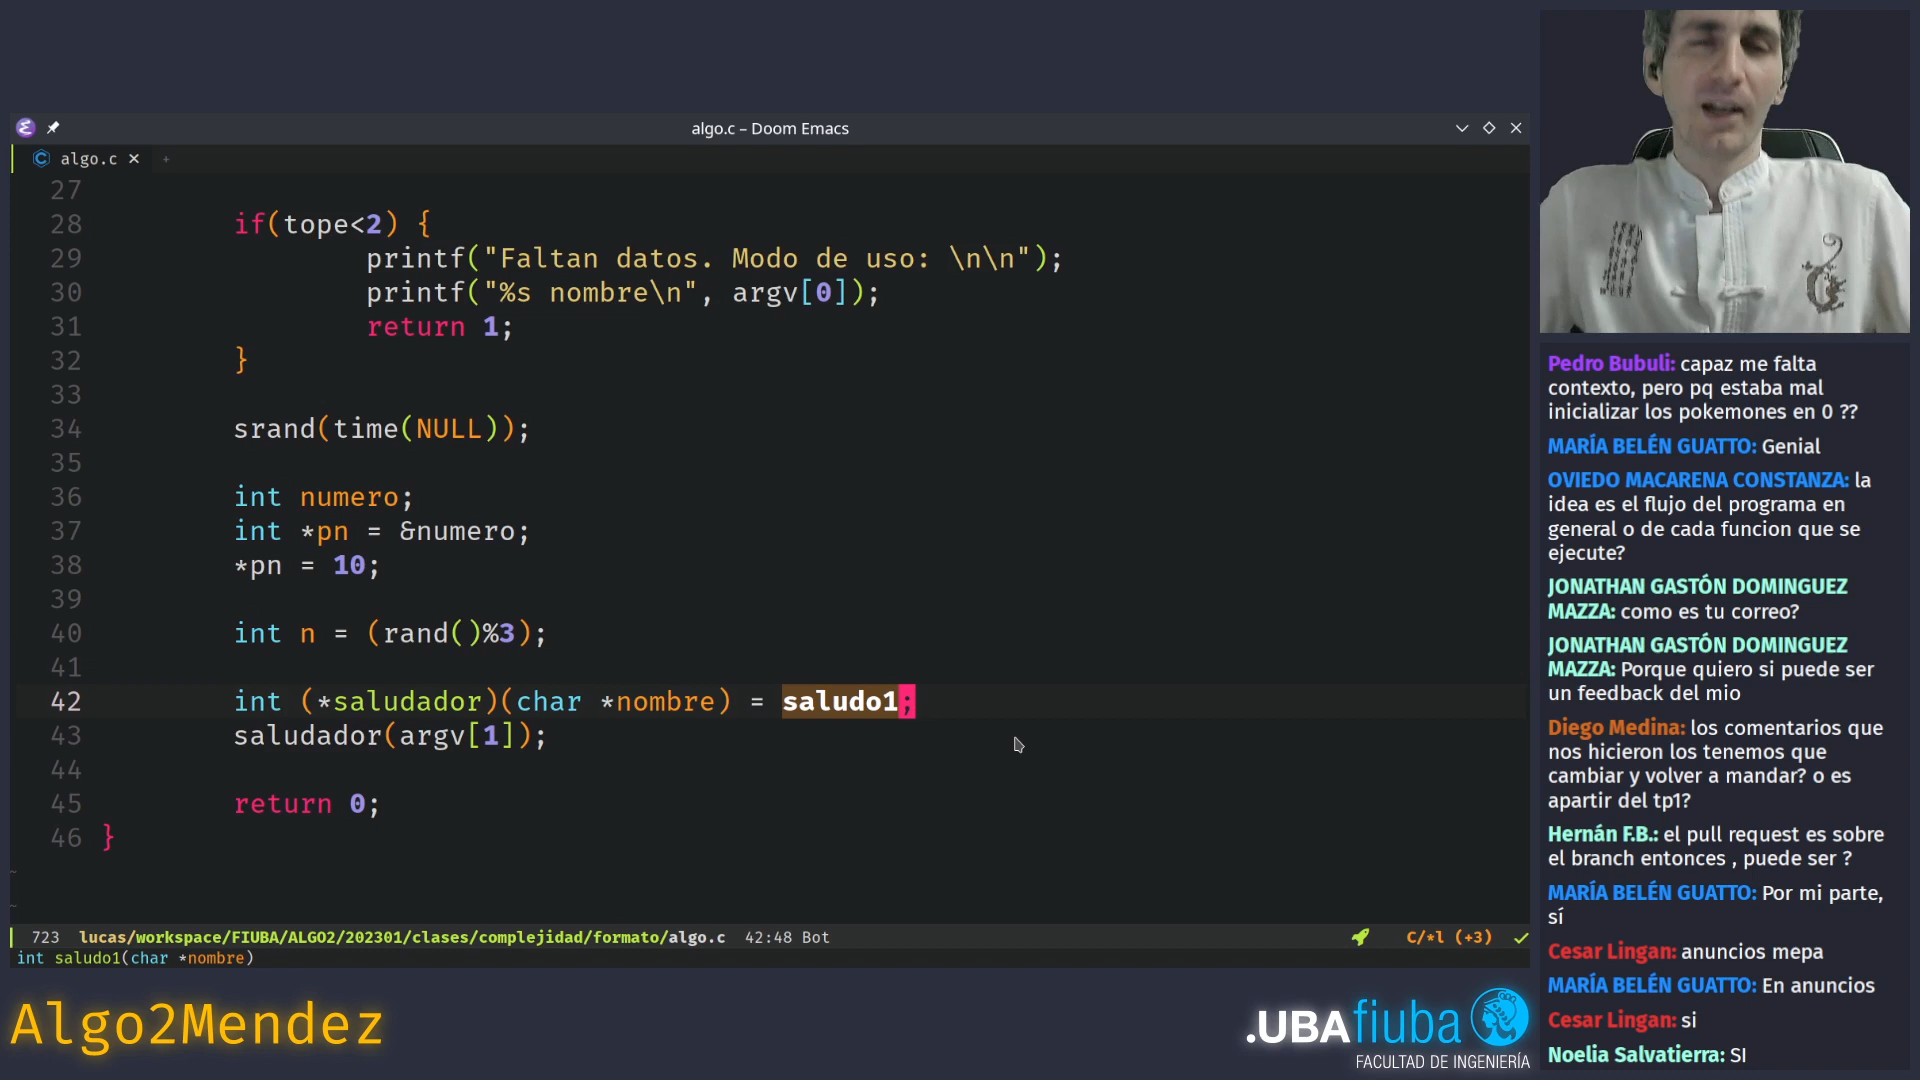 algo.c – Doom Emacs
algo.c
27
28 if(tope<2) {
29 printf("Faltan datos. Modo de uso: \n\n");
30 printf("%s nombre\n", argv[0]);
31 return 1;
32 }
33
34 srand(time(NULL));
35
36 int numero;
37 int *pn = &numero;
38 *pn = 10;
39
40 int n = (rand()%3);
41
42 int (*saludador)(char *nombre) = saludo1;
43 saludador(argv[1]);
44
45 return 0;
46 }
~
~
723 lucas/workspace/FIUBA/ALGO2/202301/clases/complejidad/formato/algo.c 42:48 Bot C/*l (+3)
int saludo1(char *nombre)
Algo2Mendez
.UBAfiuba
FACULTAD DE INGENIERÍA
Pedro Bubuli: capaz me falta
contexto, pero pq estaba mal
inicializar los pokemones en 0 ??
MARÍA BELÉN GUATTO: Genial
OVIEDO MACARENA CONSTANZA: la
idea es el flujo del programa en
general o de cada funcion que se
ejecute?
JONATHAN GASTÓN DOMINGUEZ
MAZZA: como es tu correo?
JONATHAN GASTÓN DOMINGUEZ
MAZZA: Porque quiero si puede ser
un feedback del mio
Diego Medina: los comentarios que
nos hicieron los tenemos que
cambiar y volver a mandar? o es
apartir del tp1?
Hernán F.B.: el pull request es sobre
el branch entonces , puede ser ?
MARÍA BELÉN GUATTO: Por mi parte,
sí
Cesar Lingan: anuncios mepa
MARÍA BELÉN GUATTO: En anuncios
Cesar Lingan: si
Noelia Salvatierra: SI